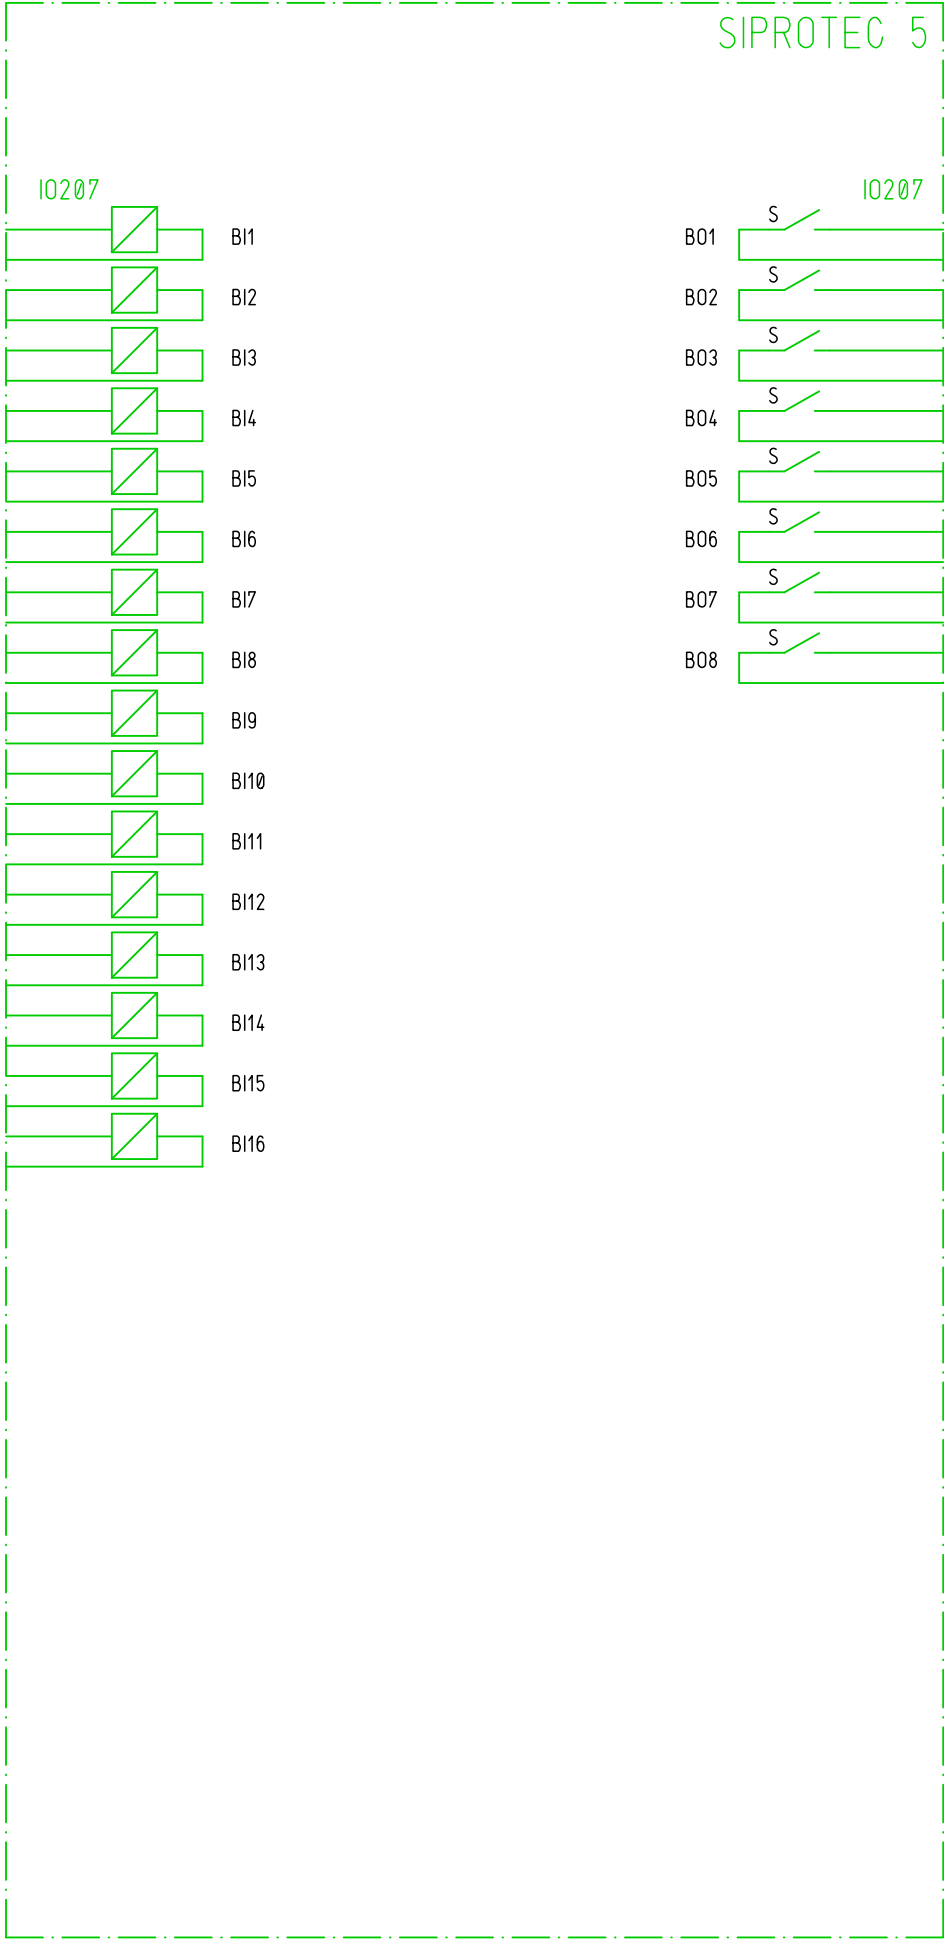 SIPROTEC 5
IO207 IO207
S
BI1 BO1
S
BI2 BO2
S
BI3 BO3
S
BI4 BO4
S
BI5 BO5
S
BI6 BO6
S
BI7 BO7
S
BI8 BO8
BI9
BI10
BI11
BI12
BI13
BI14
BI15
BI16